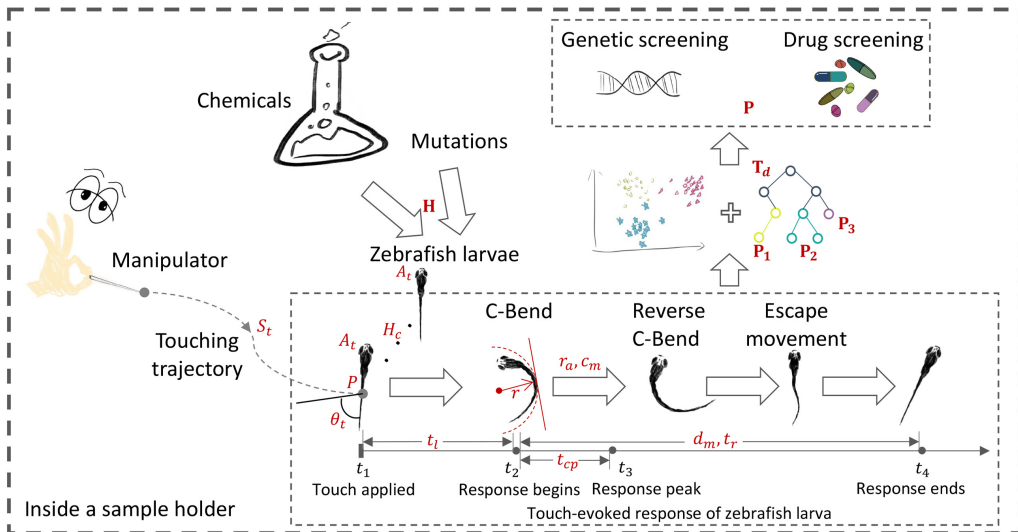 Genetic screening
Drug screening
P
Chemicals
Mutations
H
Zebrafish larvae
T_d
P_1
P_2
P_3
Manipulator
S_t
Touching
trajectory
A_t
H_c
A_t
P
θ_t
C-Bend
r
r_a, c_m
Reverse
C-Bend
Escape
movement
t_l
d_m, t_r
t_cp
t_1
t_2
t_3
t_4
Touch applied
Response begins
Response peak
Response ends
Touch-evoked response of zebrafish larva
Inside a sample holder